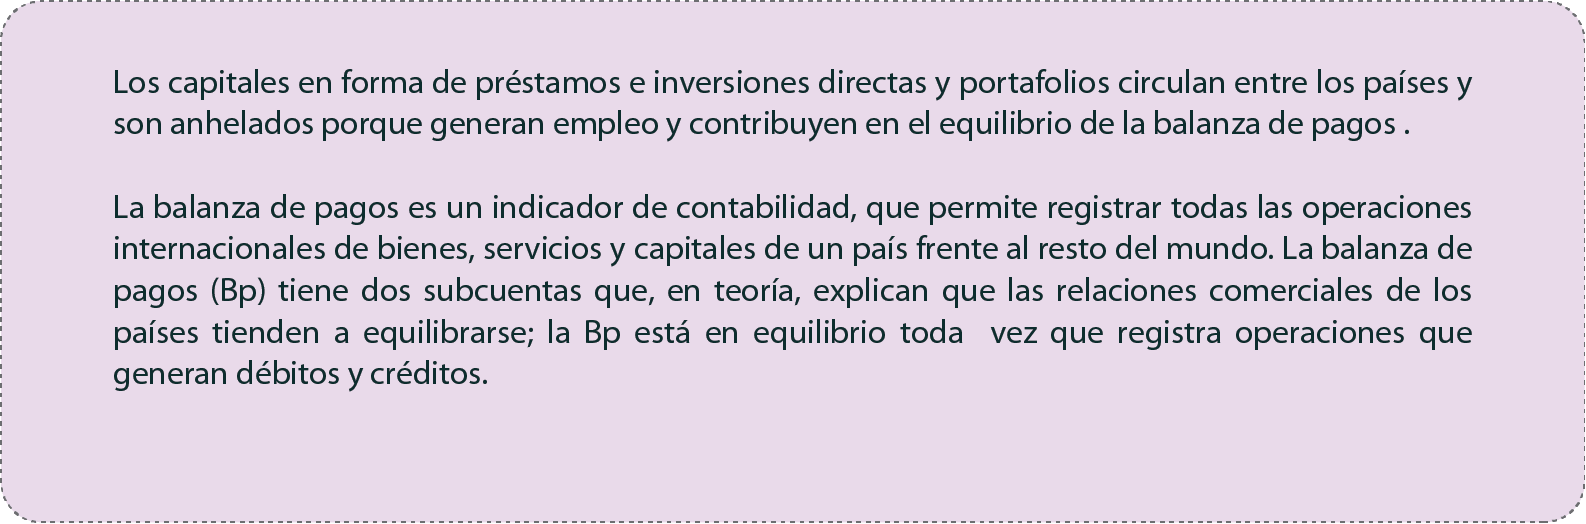 Los capitales en forma de préstamos e inversiones directas y portafolios circulan entre los países y
son anhelados porque generan empleo y contribuyen en el equilibrio de la balanza de pagos .
La balanza de pagos es un indicador de contabilidad, que permite registrar todas las operaciones
internacionales de bienes, servicios y capitales de un país frente al resto del mundo. La balanza de
pagos (Bp) tiene dos subcuentas que, en teoría, explican que las relaciones comerciales de los
países tienden a equilibrarse; la Bp está en equilibrio toda  vez que registra operaciones que
generan débitos y créditos.